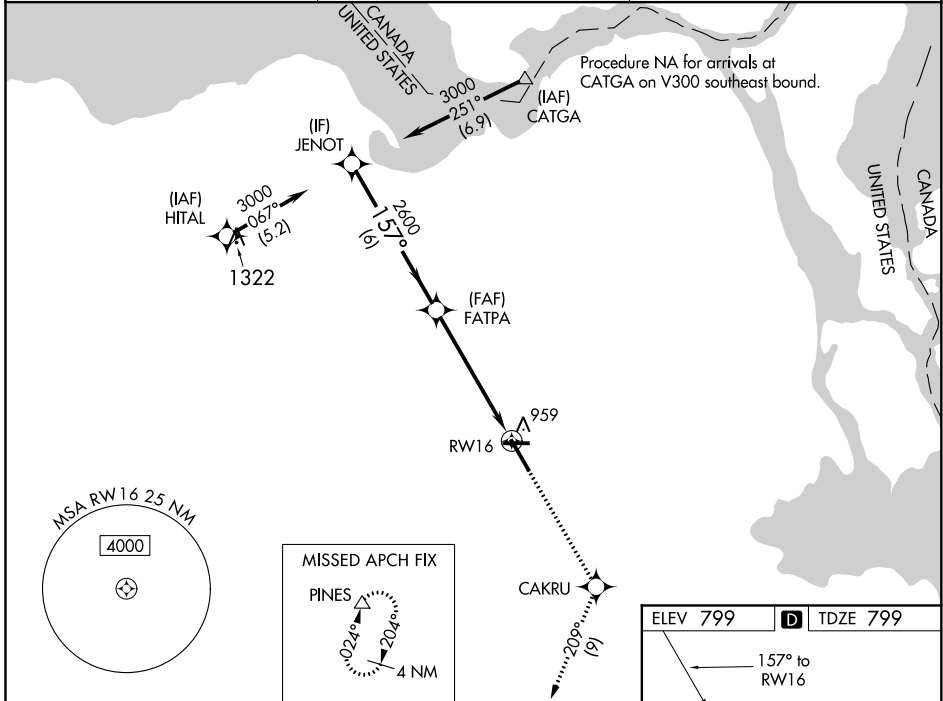 CANADA
UNITED STATES
Procedure NA for arrivals at
CATGA on V300 southeast bound.
3000
251°
(6.9)
(IAF)
CATGA
(IF)
JENOT
(IAF)
HITAL
3000
067°
(5.2)
1322
2600
157°
(6)
CANADA
UNITED STATES
(FAF)
FATPA
959
RW16
MSA RW16 25 NM
4000
MISSED APCH FIX
PINES
024°
204°
4 NM
CAKRU
209°
(9)
ELEV 799
D
TDZE 799
157° to
RW16